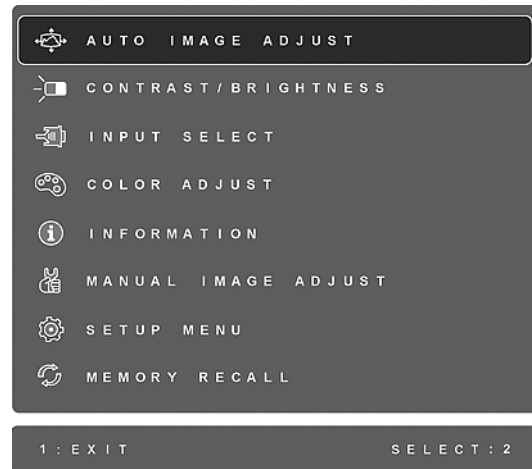 AUTO IMAGE ADJUST
CONTRAST/BRIGHTNESS
INPUT SELECT
COLOR ADJUST
INFORMATION
MANUAL IMAGE ADJUST
SETUP MENU
MEMORY RECALL
1:EXIT SELECT:2